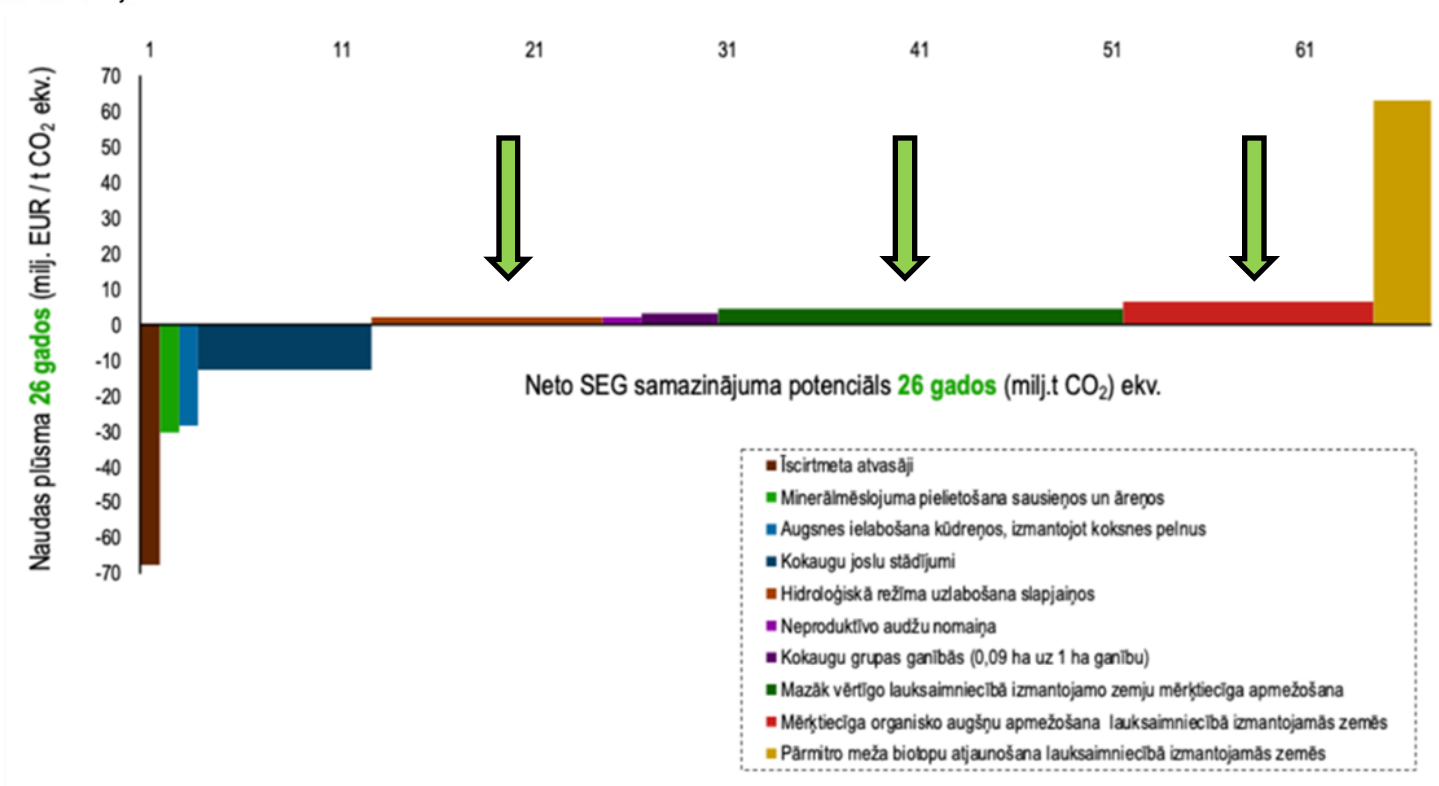 1 11 21 31 41 51 61
70
60
50
40
30
20
10
0
-10
-20
-30
-40
-50
-60
-70
Naudas plūsma 26 gados (milj. EUR / t CO₂ ekv.)
Neto SEG samazinājuma potenciāls 26 gados (milj.t CO₂) ekv.
Īscirtmeta atvasāji
Minerālmēslojuma pielietošana sausieņos un āreņos
Augsnes ielabošana kūdreņos, izmantojot koksnes pelnus
Kokaugu joslu stādījumi
Hidroloģiskā režīma uzlabošana slapjaiņos
Neproduktīvo audžu nomaiņa
Kokaugu grupas ganībās (0,09 ha uz 1 ha ganību)
Mazāk vērtīgo lauksaimniecībā izmantojamo zemju mērķtiecīga apmežošana
Mērķtiecīga organisko augšņu apmežošana lauksaimniecībā izmantojamās zemēs
Pārmitro meža biotopu atjaunošana lauksaimniecībā izmantojamās zemēs